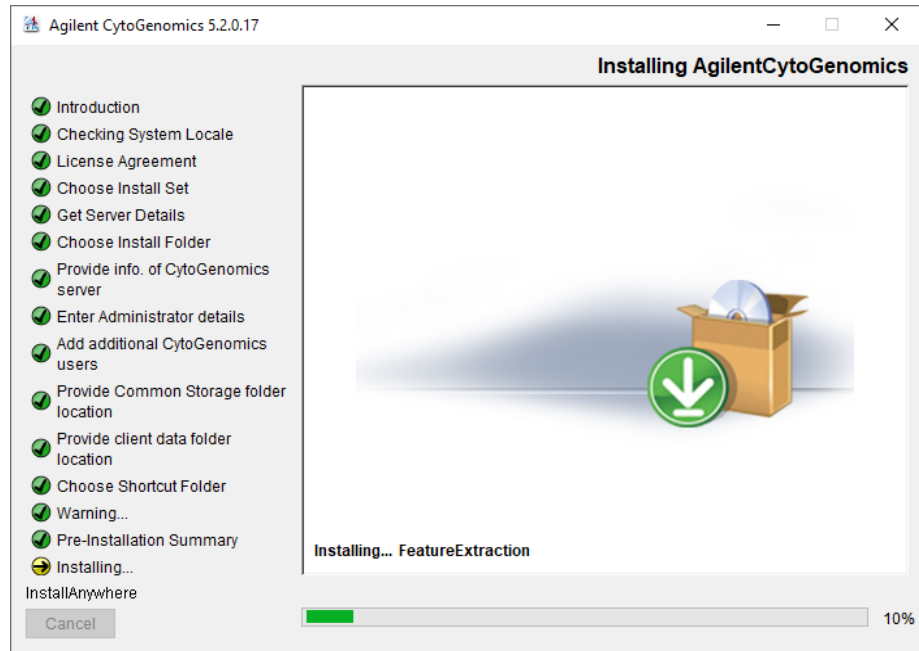 Agilent CytoGenomics 5.2.0.17
Installing AgilentCytoGenomics
Introduction
Checking System Locale
License Agreement
Choose Install Set
Get Server Details
Choose Install Folder
Provide info. of CytoGenomics
server
Enter Administrator details
Add additional CytoGenomics
users
Provide Common Storage folder
location
Provide client data folder
location
Choose Shortcut Folder
Warning...
Pre-Installation Summary
Installing...
Installing... FeatureExtraction
InstallAnywhere
Cancel
10%